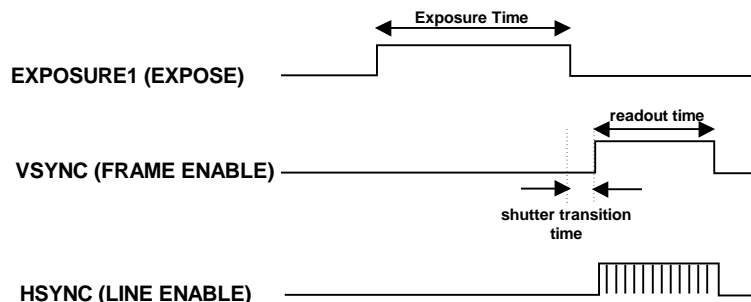 Exposure Time
EXPOSURE1 (EXPOSE)
readout time
VSYNC (FRAME ENABLE)
shutter transition
time
HSYNC (LINE ENABLE)